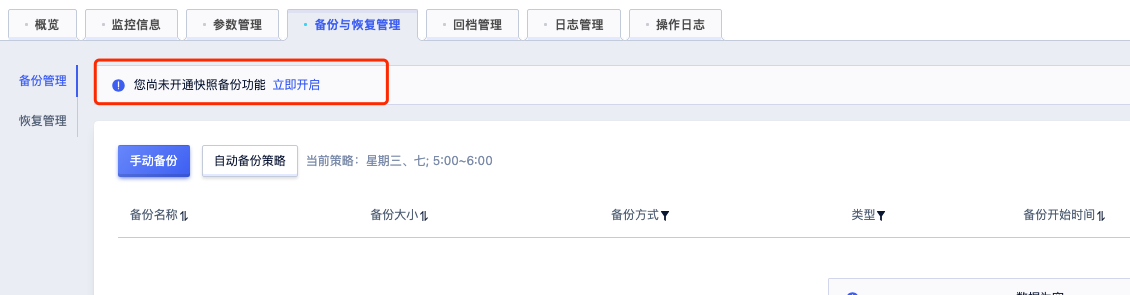 概览 监控信息 参数管理 备份与恢复管理 回档管理 日志管理 操作日志
备份管理
您尚未开通快照备份功能 立即开启
恢复管理
手动备份 自动备份策略 当前策略：星期三、七; 5:00~6:00
备份名称 备份大小 备份方式 类型 备份开始时间